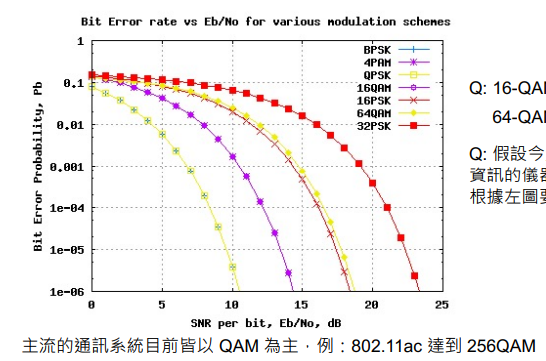 Bit Error rate vs Eb/No for various modulation schemes
1
0.1
0.01
0.001
1e-04
1e-05
1e-06
Bit Error Probability, Pb
BPSK
4PAM
QPSK
16QAM
16PSK
64QAM
32PSK
0 5 10 15 20 25
SNR per bit, Eb/No, dB
Q: 16-QA
64-QA
Q: 假設今
資訊的儀
根據左圖要
主流的通訊系統目前皆以 QAM 為主，例：802.11ac 達到 256QAM